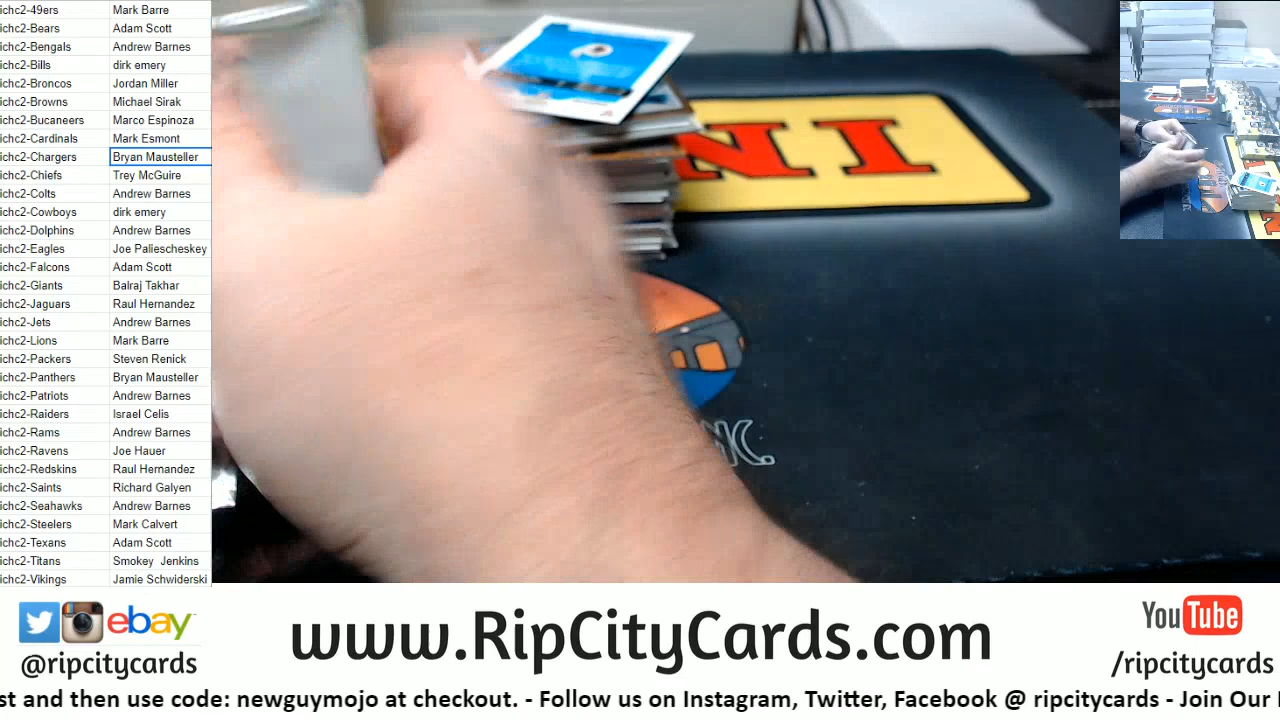 ichc2-49ers Mark Barre
ichc2-Bears Adam Scott
ichc2-Bengals Andrew Barnes
ichc2-Bills dirk emery
ichc2-Broncos Jordan Miller
ichc2-Browns Michael Sirak
ichc2-Bucaneers Marco Espinoza
ichc2-Cardinals Mark Esmont
ichc2-Chargers Bryan Mausteller
ichc2-Chiefs Trey McGuire
ichc2-Colts Andrew Barnes
ichc2-Cowboys dirk emery
ichc2-Dolphins Andrew Barnes
ichc2-Eagles Joe Paliescheskey
ichc2-Falcons Adam Scott
ichc2-Giants Balraj Takhar
ichc2-Jaguars Raul Hernandez
ichc2-Jets Andrew Barnes
ichc2-Lions Mark Barre
ichc2-Packers Steven Renick
ichc2-Panthers Bryan Mausteller
ichc2-Patriots Andrew Barnes
ichc2-Raiders Israel Celis
ichc2-Rams Andrew Barnes
ichc2-Ravens Joe Hauer
ichc2-Redskins Raul Hernandez
ichc2-Saints Richard Galyen
ichc2-Seahawks Andrew Barnes
ichc2-Steelers Mark Calvert
ichc2-Texans Adam Scott
ichc2-Titans Smokey Jenkins
ichc2-Vikings Jamie Schwiderski
NI
INC.
ebay
@ripcitycards
www.RipCityCards.com
YouTube
/ripcitycards
st and then use code: newguymojo at checkout. - Follow us on Instagram, Twitter, Facebook @ ripcitycards - Join Our